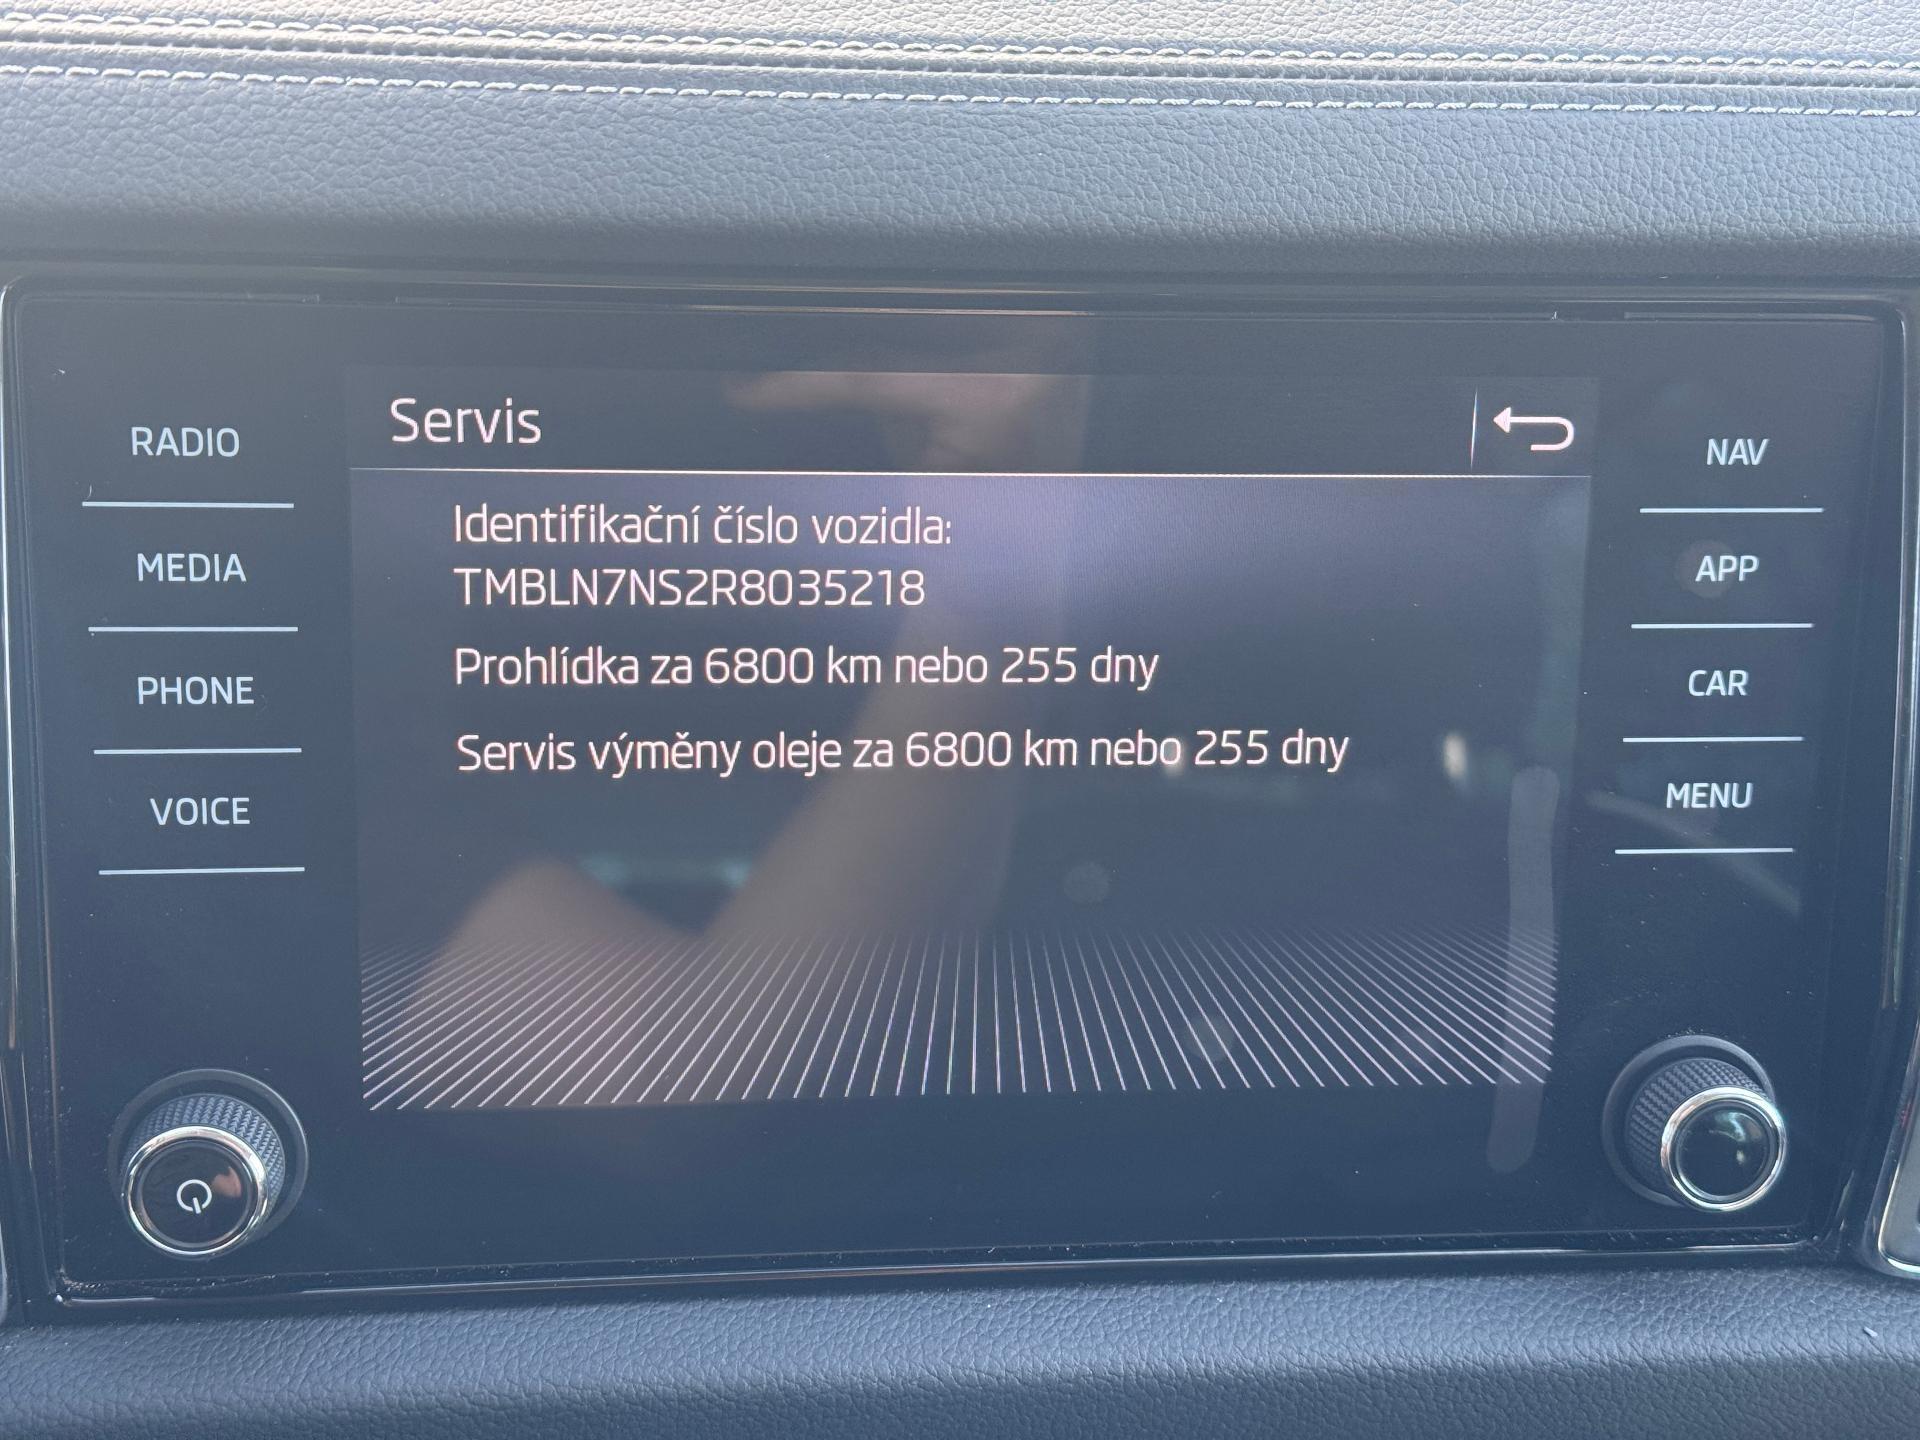 Servis
RADIO
MEDIA
PHONE
VOICE
Identifikační číslo vozidla:
TMBLN7NS2R8035218
Prohlídka za 6800 km nebo 255 dny
Servis výměny oleje za 6800 km nebo 255 dny
NAV
APP
CAR
MENU